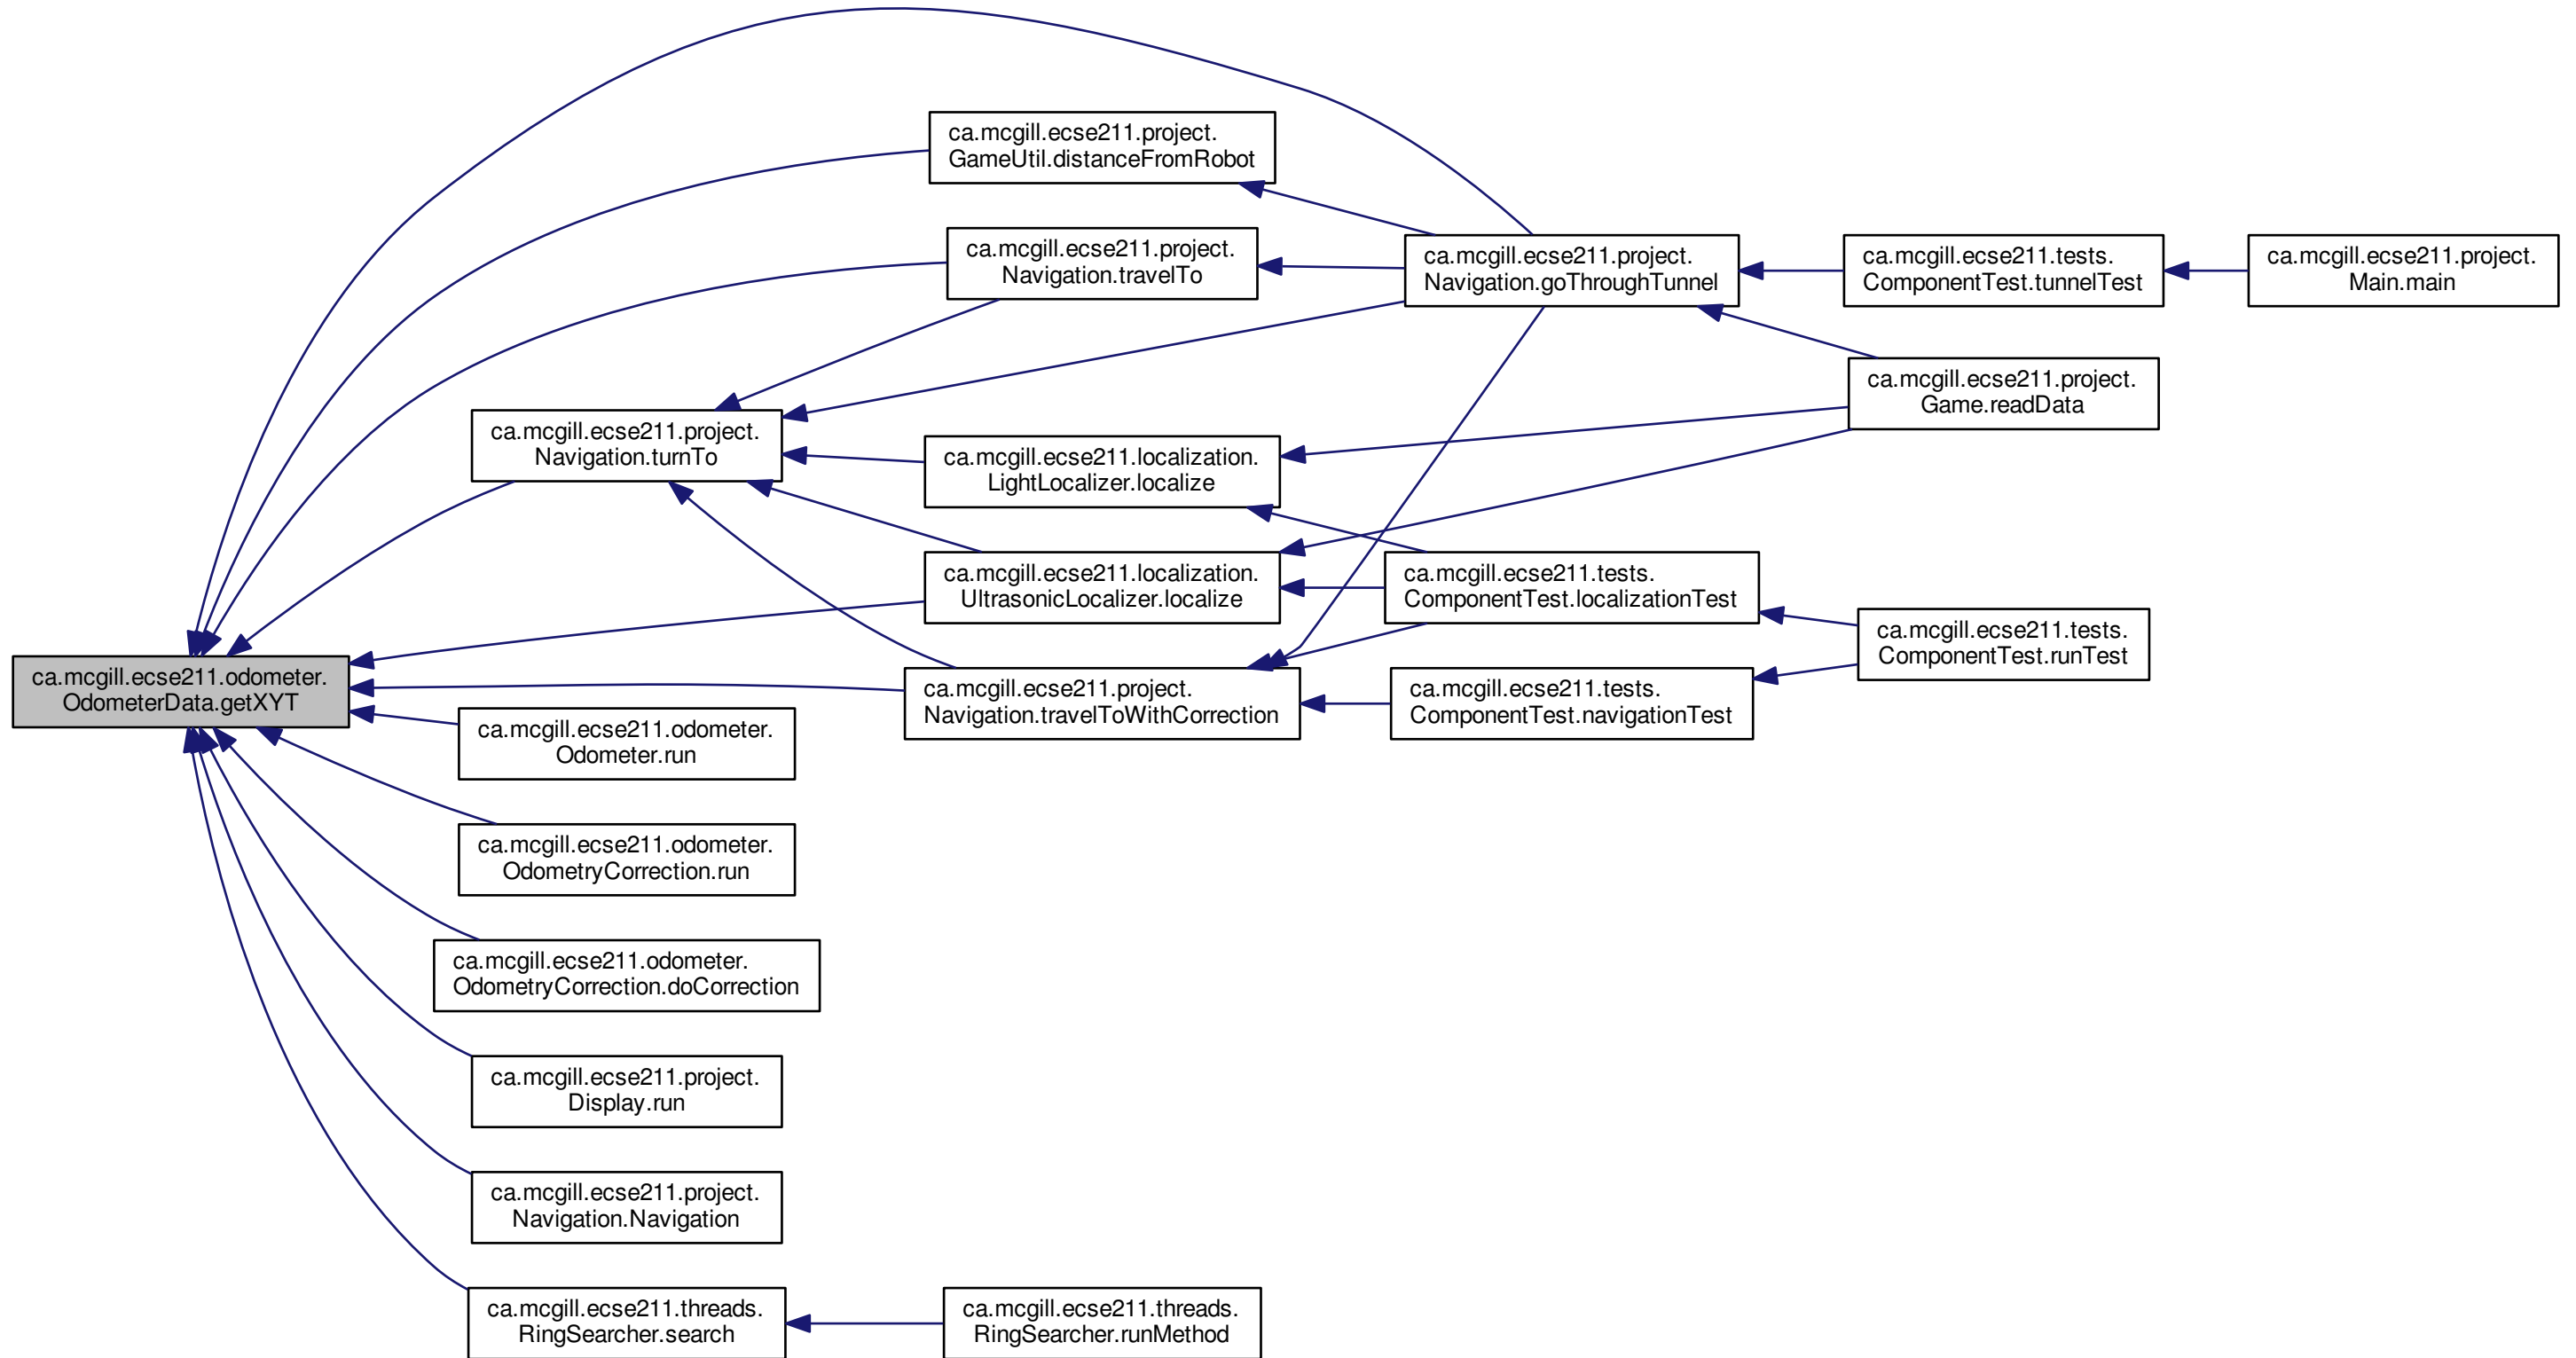 ca.mcgill.ecse211.project.
GameUtil.distanceFromRobot
ca.mcgill.ecse211.project.
Navigation.travelTo
ca.mcgill.ecse211.project.
Navigation.goThroughTunnel
ca.mcgill.ecse211.tests.
ComponentTest.tunnelTest
ca.mcgill.ecse211.project.
Main.main
ca.mcgill.ecse211.project.
Game.readData
ca.mcgill.ecse211.project.
Navigation.turnTo
ca.mcgill.ecse211.localization.
LightLocalizer.localize
ca.mcgill.ecse211.localization.
UltrasonicLocalizer.localize
ca.mcgill.ecse211.tests.
ComponentTest.localizationTest
ca.mcgill.ecse211.tests.
ComponentTest.runTest
ca.mcgill.ecse211.odometer.
OdometerData.getXYT
ca.mcgill.ecse211.project.
Navigation.travelToWithCorrection
ca.mcgill.ecse211.tests.
ComponentTest.navigationTest
ca.mcgill.ecse211.odometer.
Odometer.run
ca.mcgill.ecse211.odometer.
OdometryCorrection.run
ca.mcgill.ecse211.odometer.
OdometryCorrection.doCorrection
ca.mcgill.ecse211.project.
Display.run
ca.mcgill.ecse211.project.
Navigation.Navigation
ca.mcgill.ecse211.threads.
RingSearcher.search
ca.mcgill.ecse211.threads.
RingSearcher.runMethod